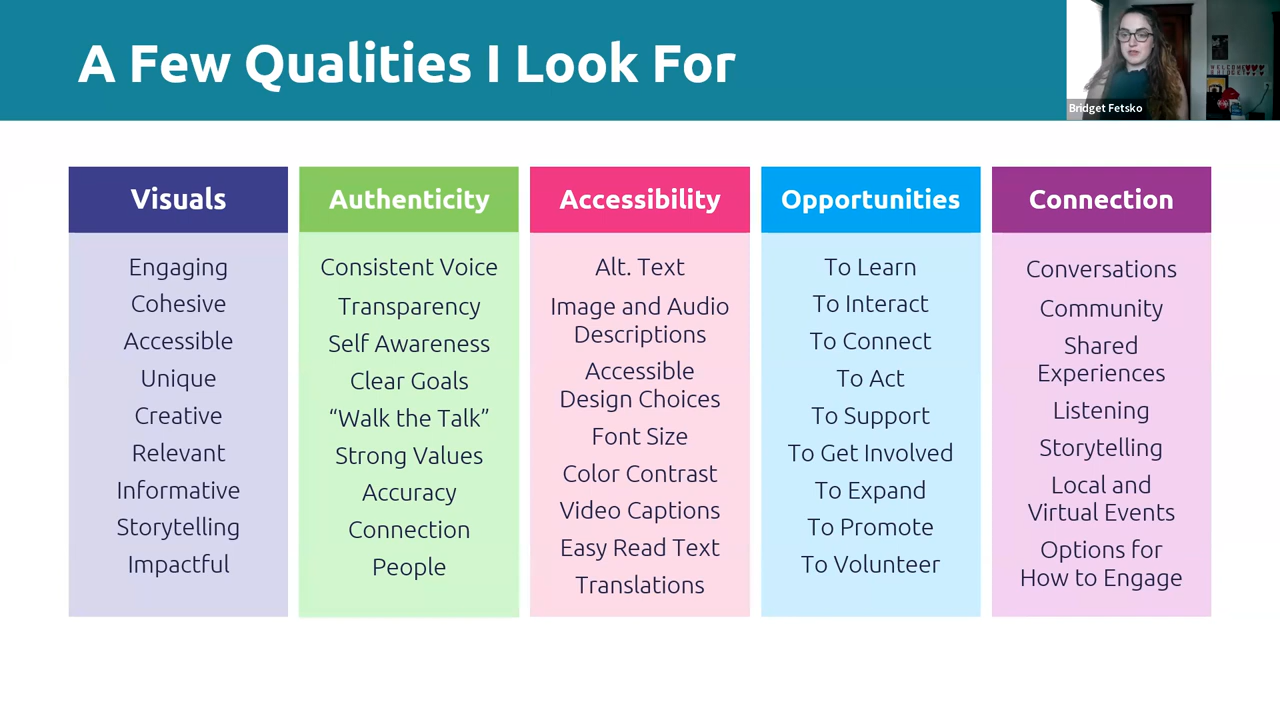 A Few Qualities I Look For
Bridget Fetsko
Visuals
Engaging
Cohesive
Accessible
Unique
Creative
Relevant
Informative
Storytelling
Impactful
Authenticity
Consistent Voice
Transparency
Self Awareness
Clear Goals
“Walk the Talk”
Strong Values
Accuracy
Connection
People
Accessibility
Alt. Text
Image and Audio
Descriptions
Accessible
Design Choices
Font Size
Color Contrast
Video Captions
Easy Read Text
Translations
Opportunities
To Learn
To Interact
To Connect
To Act
To Support
To Get Involved
To Expand
To Promote
To Volunteer
Connection
Conversations
Community
Shared
Experiences
Listening
Storytelling
Local and
Virtual Events
Options for
How to Engage